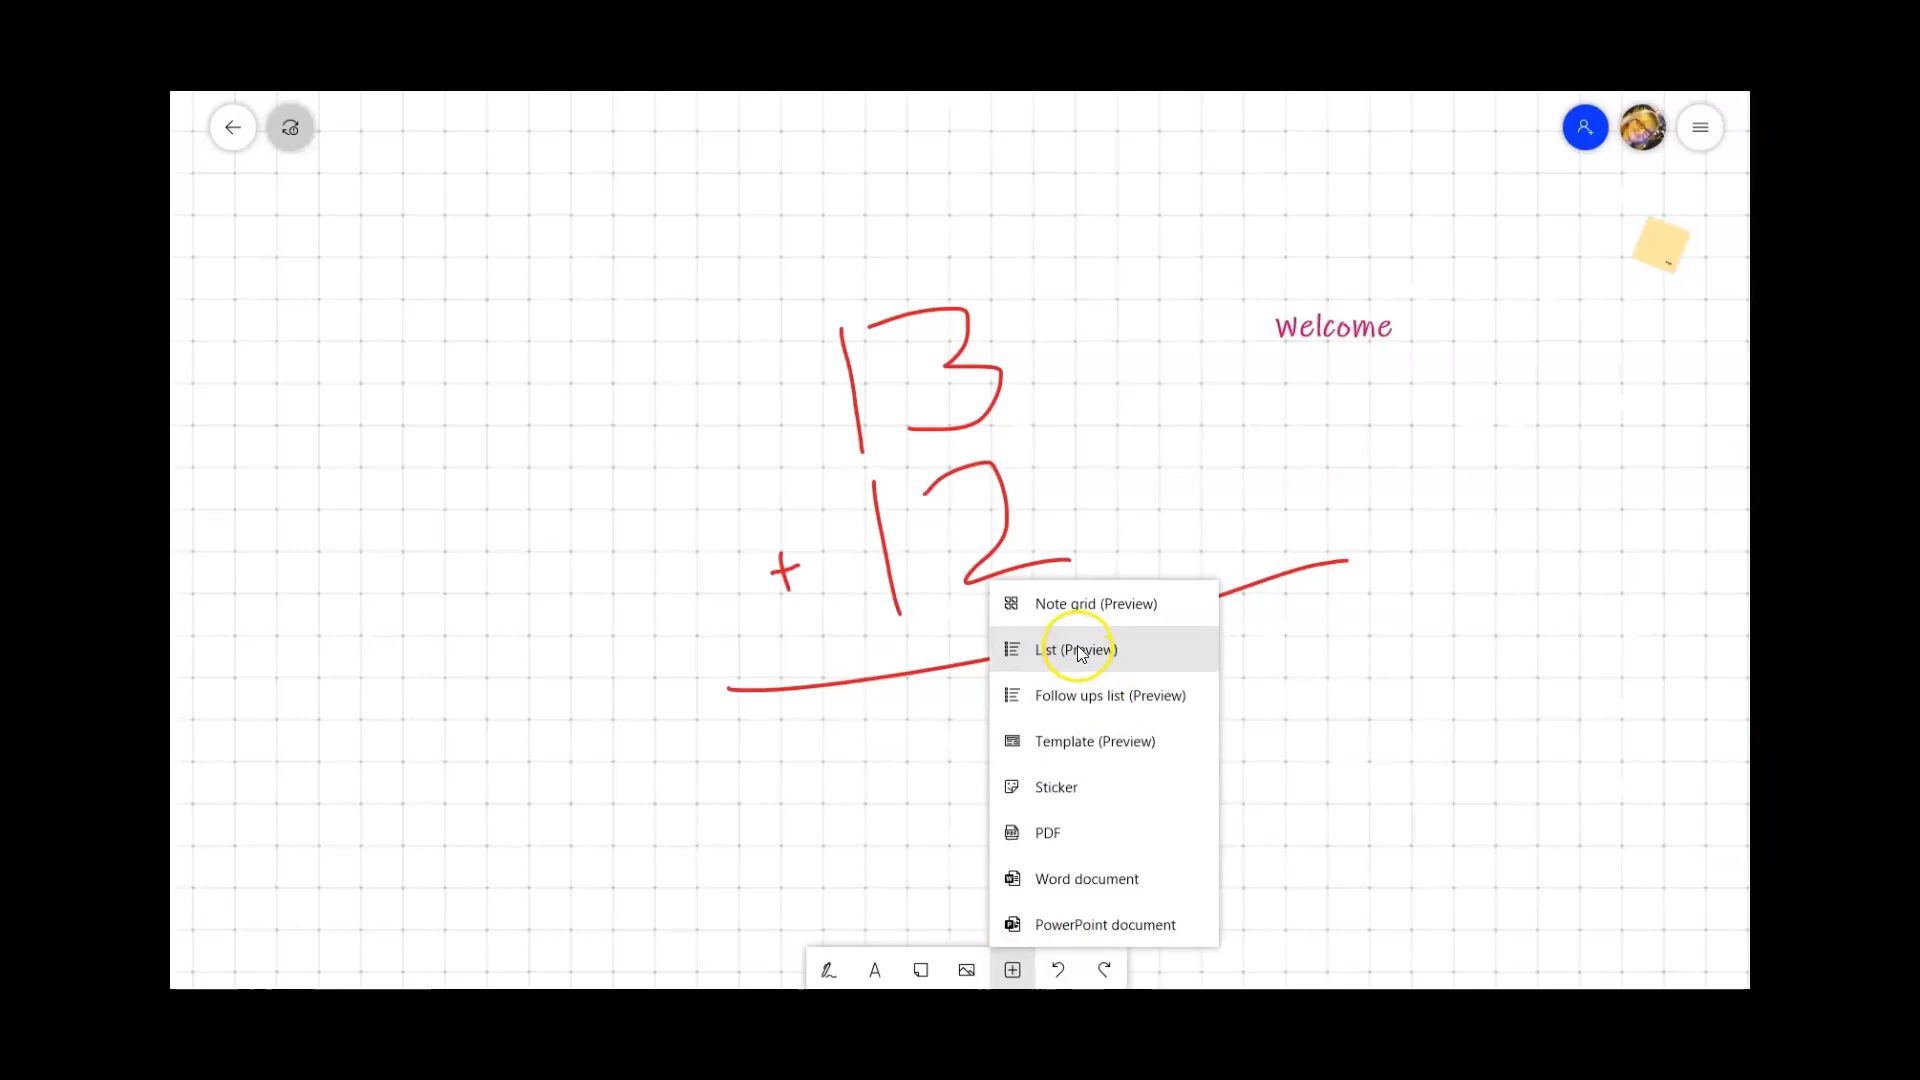 Welcome
13
+ 12
Note grid (Preview)
List (Preview)
Follow ups list (Preview)
Template (Preview)
Sticker
PDF
Word document
PowerPoint document